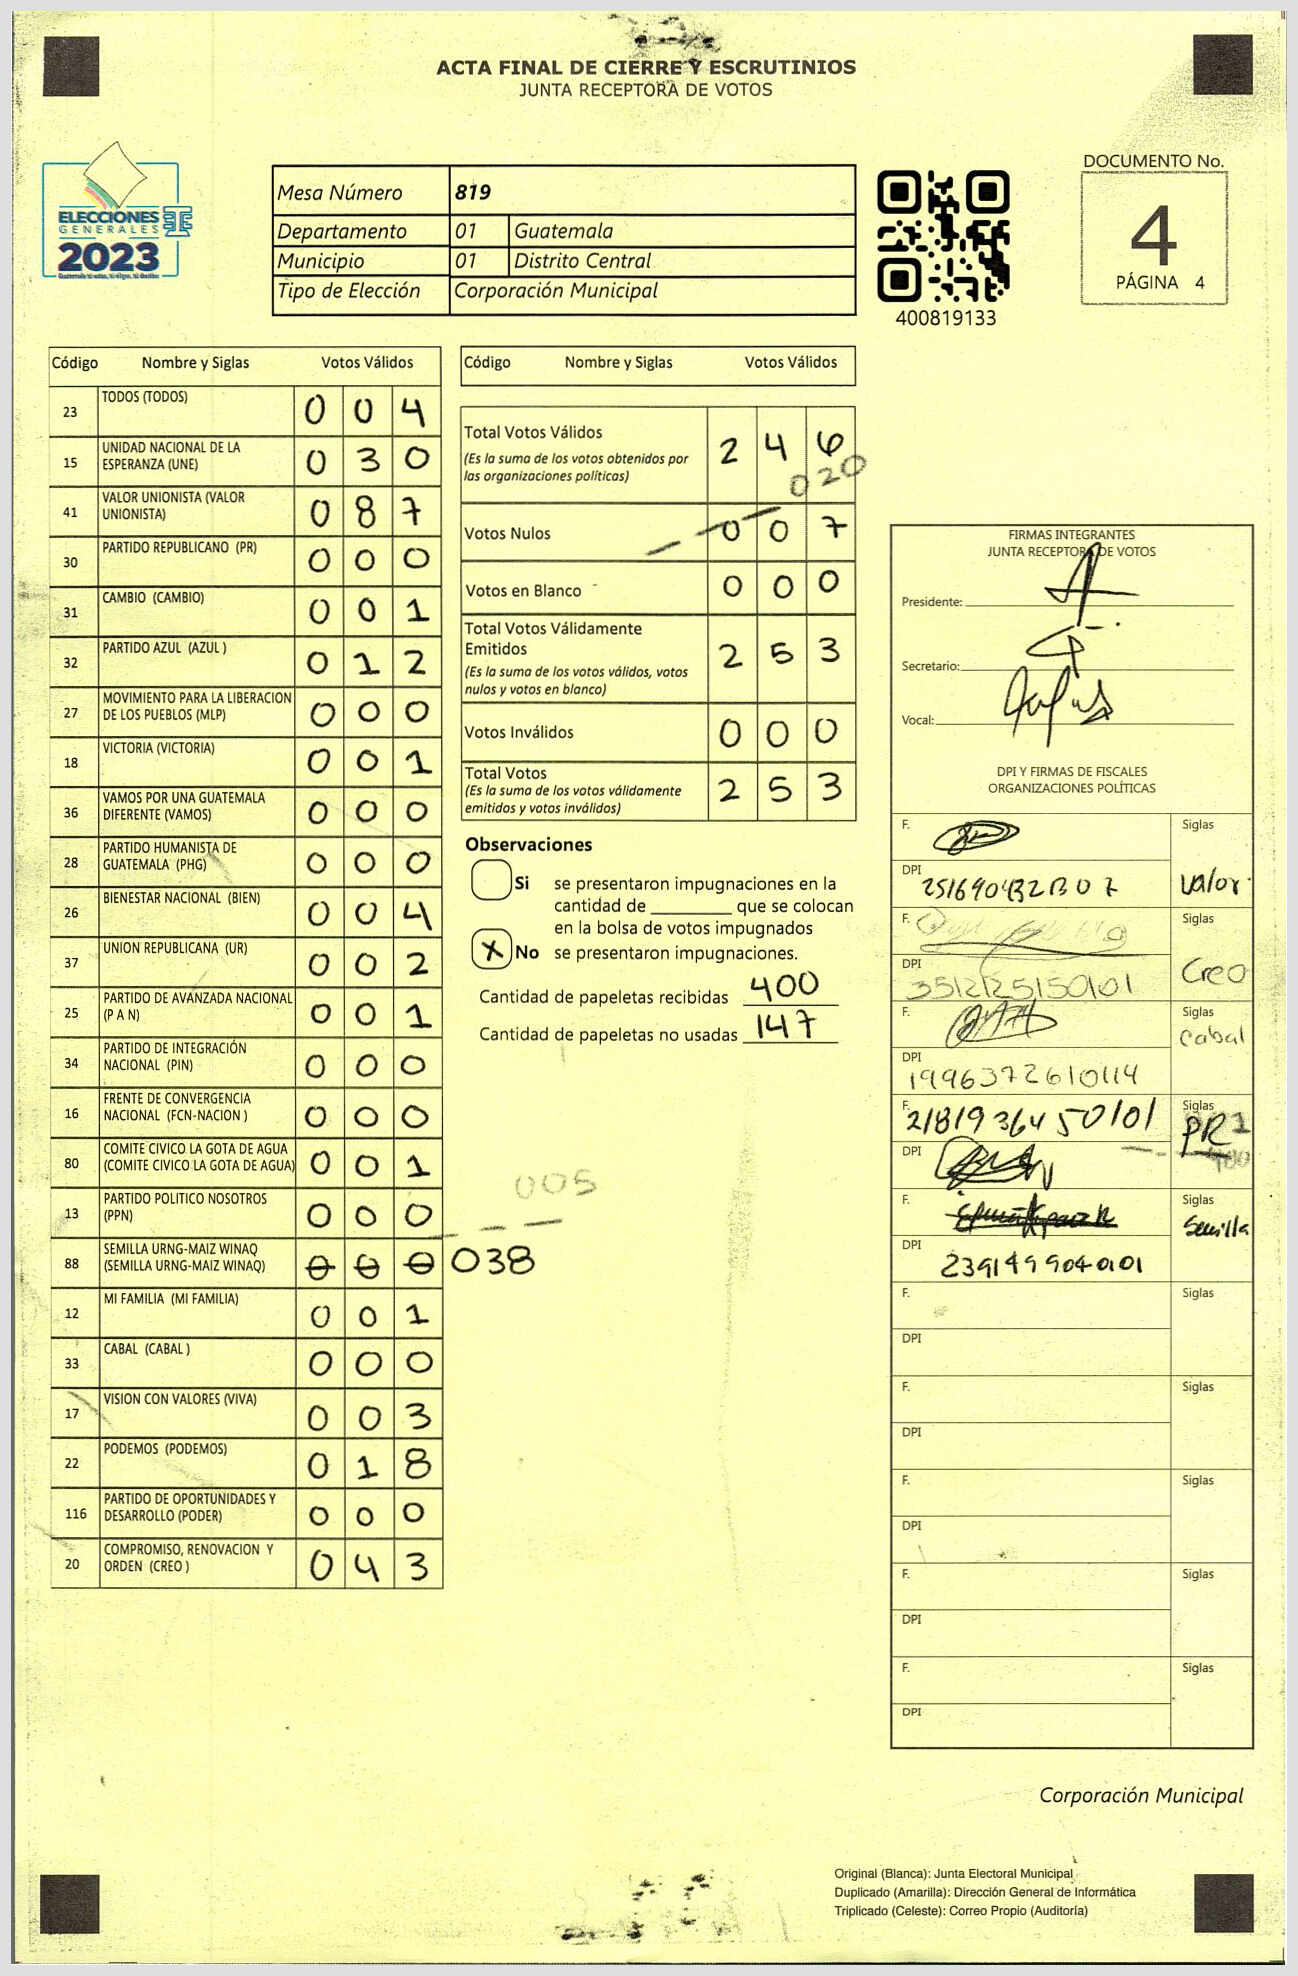 ACTA FINAL DE CIERRE Y ESCRUTINIOS
JUNTA RECEPTORA DE VOTOS
ELECCIONES
GENERALES
2023
Mesa Número 819
Departamento 01 Guatemala
Municipio 01 Distrito Central
Tipo de Elección Corporación Municipal
400819133
DOCUMENTO No.
4
PÁGINA 4
Código Nombre y Siglas Votos Válidos
23 TODOS (TODOS) 0 0 4
15 UNIDAD NACIONAL DE LA ESPERANZA (UNE) 0 3 0
41 VALOR UNIONISTA (VALOR UNIONISTA) 0 8 7
30 PARTIDO REPUBLICANO (PR) 0 0 0
31 CAMBIO (CAMBIO) 0 0 1
32 PARTIDO AZUL (AZUL ) 0 1 2
27 MOVIMIENTO PARA LA LIBERACION DE LOS PUEBLOS (MLP) 0 0 0
18 VICTORIA (VICTORIA) 0 0 1
36 VAMOS POR UNA GUATEMALA DIFERENTE (VAMOS) 0 0 0
28 PARTIDO HUMANISTA DE GUATEMALA (PHG) 0 0 0
26 BIENESTAR NACIONAL (BIEN) 0 0 4
37 UNION REPUBLICANA (UR) 0 0 2
25 PARTIDO DE AVANZADA NACIONAL (P A N) 0 0 1
34 PARTIDO DE INTEGRACIÓN NACIONAL (PIN) 0 0 0
16 FRENTE DE CONVERGENCIA NACIONAL (FCN-NACION ) 0 0 0
80 COMITE CIVICO LA GOTA DE AGUA (COMITE CIVICO LA GOTA DE AGUA) 0 0 1
005
13 PARTIDO POLITICO NOSOTROS (PPN) 0 0 0
88 SEMILLA URNG-MAIZ WINAQ (SEMILLA URNG-MAIZ WINAQ) 0 0 0 038
12 MI FAMILIA (MI FAMILIA) 0 0 1
33 CABAL (CABAL ) 0 0 0
17 VISION CON VALORES (VIVA) 0 0 3
22 PODEMOS (PODEMOS) 0 1 8
116 PARTIDO DE OPORTUNIDADES Y DESARROLLO (PODER) 0 0 0
20 COMPROMISO, RENOVACION Y ORDEN (CREO ) 0 4 3
Código Nombre y Siglas Votos Válidos
Total Votos Válidos 2 4 6
(Es la suma de los votos obtenidos por
las organizaciones políticas)
020
Votos Nulos 0 0 7
Votos en Blanco 0 0 0
Total Votos Válidamente
Emitidos 2 5 3
(Es la suma de los votos válidos, votos
nulos y votos en blanco)
Votos Inválidos 0 0 0
Total Votos 2 5 3
(Es la suma de los votos válidamente
emitidos y votos inválidos)
Observaciones
Si se presentaron impugnaciones en la
cantidad de ________ que se colocan
en la bolsa de votos impugnados
X No se presentaron impugnaciones.
Cantidad de papeletas recibidas 400
Cantidad de papeletas no usadas 147
FIRMAS INTEGRANTES
JUNTA RECEPTORA DE VOTOS
Presidente:
Secretario:
Vocal:
DPI Y FIRMAS DE FISCALES
ORGANIZACIONES POLÍTICAS
F. Siglas
DPI Valor
F. Siglas
DPI 3512125150101 Creo
F. Siglas
Cabal
DPI 1996372610114
F. 2181936450101 Siglas
PR
DPI
F. Siglas
Semilla
DPI 2391499040101
F. Siglas
DPI
F. Siglas
DPI
F. Siglas
DPI
F. Siglas
DPI
F. Siglas
DPI
Corporación Municipal
Original (Blanca): Junta Electoral Municipal
Duplicado (Amarilla): Dirección General de Informática
Triplicado (Celeste): Correo Propio (Auditoría)